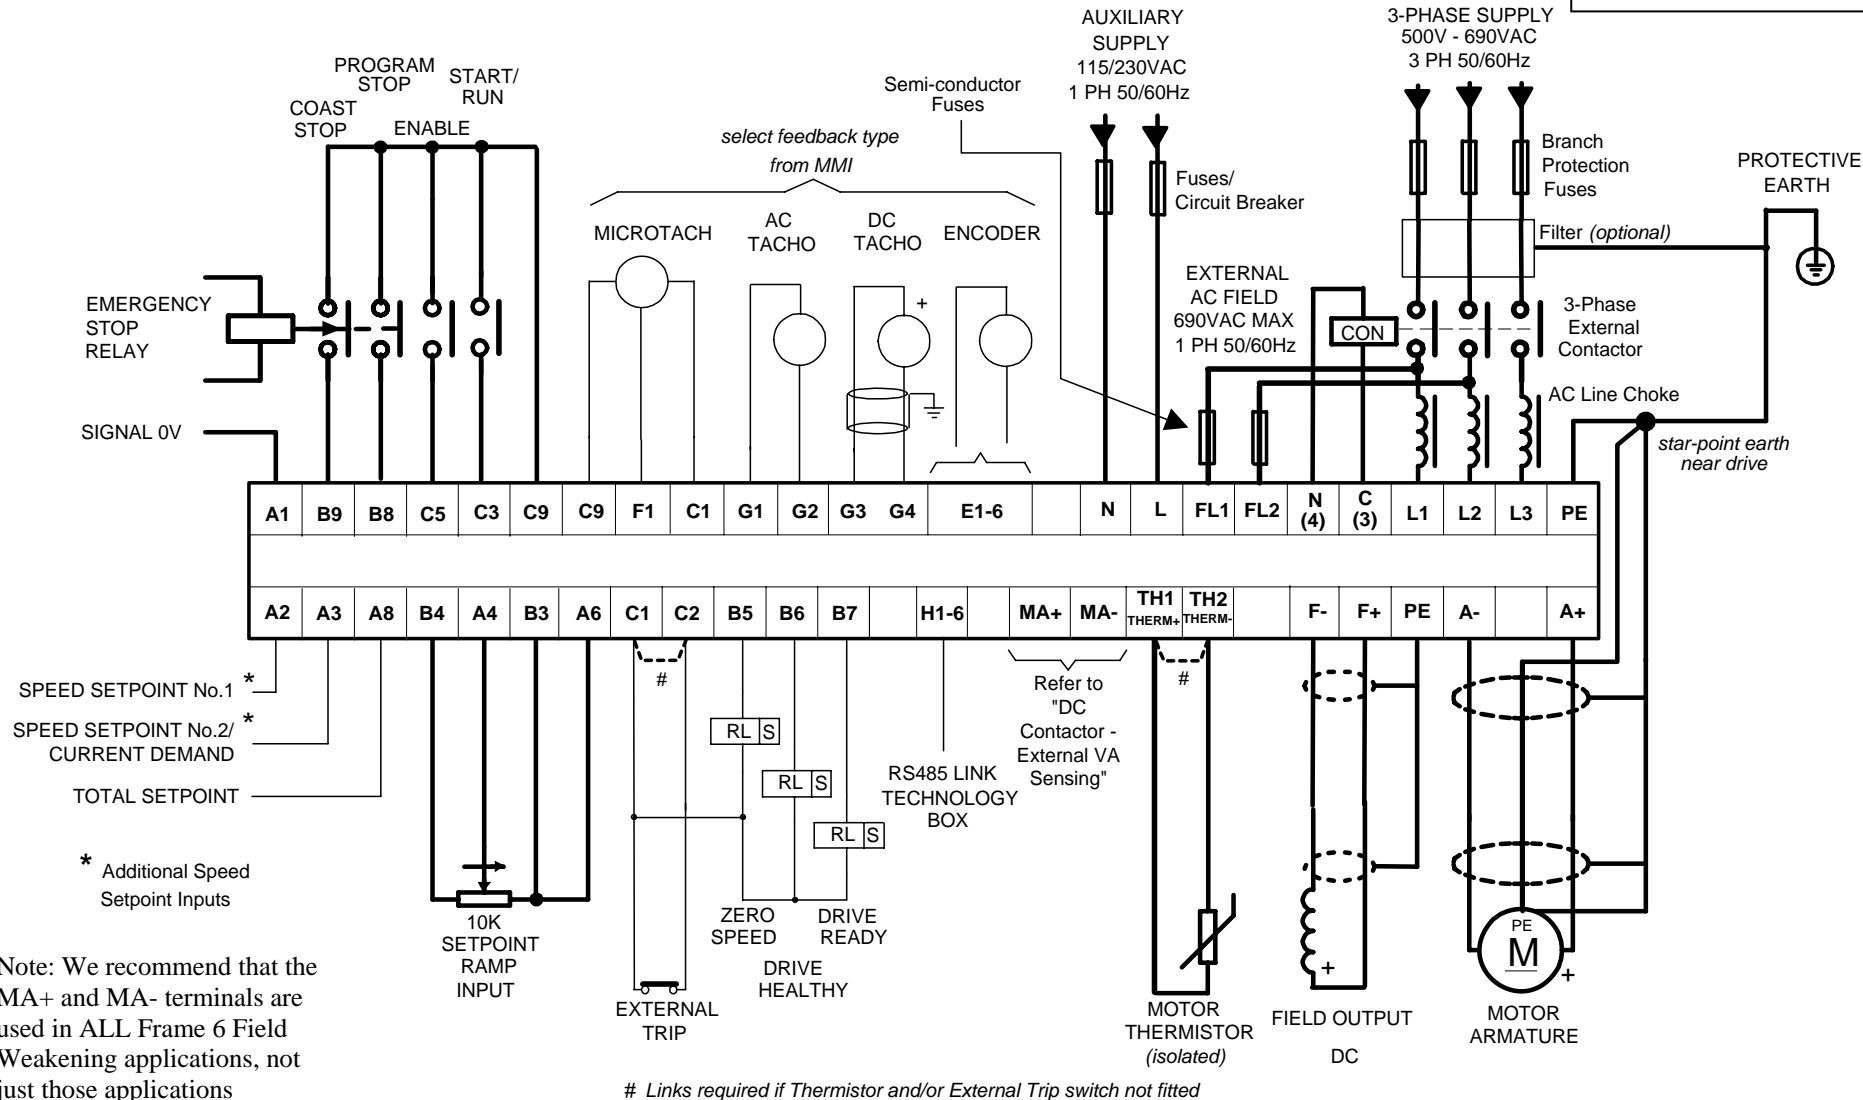 AUXILIARY
SUPPLY
115/230VAC
1 PH 50/60Hz
3-PHASE SUPPLY
500V - 690VAC
3 PH 50/60Hz
PROGRAM
STOP
START/
RUN
COAST
STOP
ENABLE
Semi-conductor
Fuses
select feedback type
from MMI
Fuses/
Circuit Breaker
Branch
Protection
Fuses
PROTECTIVE
EARTH
MICROTACH
AC
TACHO
DC
TACHO
ENCODER
+
Filter (optional)
EMERGENCY
STOP
RELAY
EXTERNAL
AC FIELD
690VAC MAX
1 PH 50/60Hz
CON
3-Phase
External
Contactor
AC Line Choke
SIGNAL 0V
star-point earth
near drive
A1 B9 B8 C5 C3 C9 C9 F1 C1 G1 G2 G3 G4 E1-6 N L FL1 FL2 N (4) C (3) L1 L2 L3 PE
A2 A3 A8 B4 A4 B3 A6 C1 C2 B5 B6 B7 H1-6 MA+ MA- TH1 THERM+ TH2 THERM- F- F+ PE A- A+
SPEED SETPOINT No.1 *
SPEED SETPOINT No.2/ *
CURRENT DEMAND
TOTAL SETPOINT
* Additional Speed
Setpoint Inputs
#
#
RL S
RL S
RL S
RS485 LINK
TECHNOLOGY
BOX
Refer to
"DC
Contactor -
External VA
Sensing"
10K
SETPOINT
RAMP
INPUT
EXTERNAL
TRIP
ZERO
SPEED
DRIVE
HEALTHY
DRIVE
READY
MOTOR
THERMISTOR
(isolated)
+
FIELD OUTPUT
DC
PE
M
+
MOTOR
ARMATURE
Note: We recommend that the
MA+ and MA- terminals are
used in ALL Frame 6 Field
Weakening applications, not
just those applications
# Links required if Thermistor and/or External Trip switch not fitted